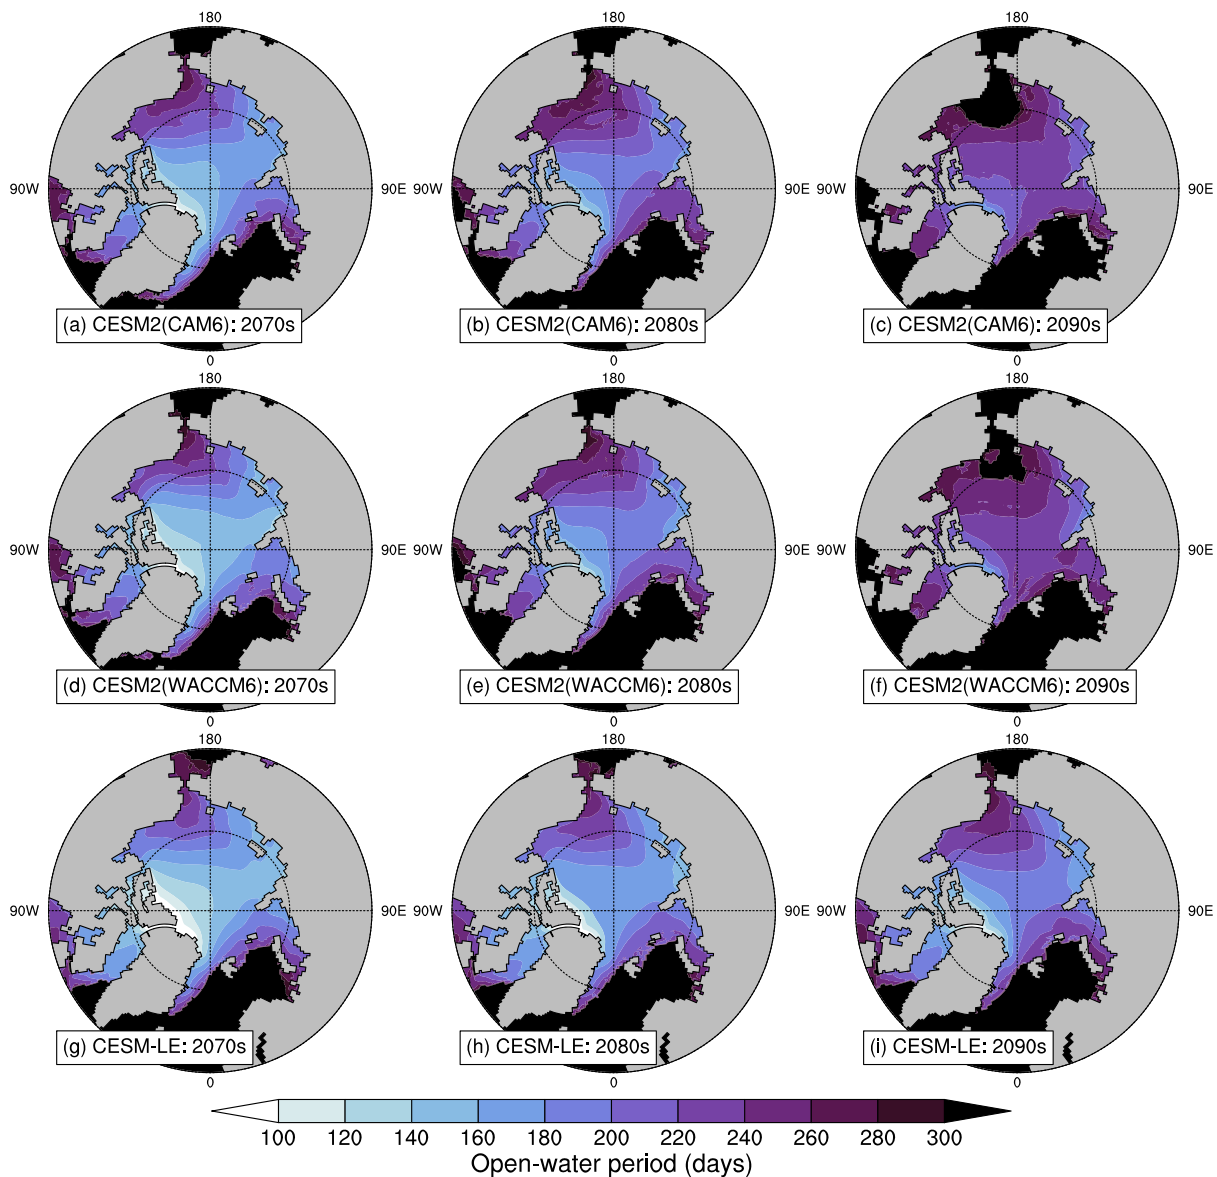 180 180 180
90W 90E 90W 90E 90W 90E
(a) CESM2(CAM6): 2070s (b) CESM2(CAM6): 2080s (c) CESM2(CAM6): 2090s
0 0 0
180 180 180
90W 90E 90W 90E 90W 90E
(d) CESM2(WACCM6): 2070s (e) CESM2(WACCM6): 2080s (f) CESM2(WACCM6): 2090s
0 0 0
180 180 180
90W 90E 90W 90E 90W 90E
(g) CESM-LE: 2070s (h) CESM-LE: 2080s (i) CESM-LE: 2090s
0 0 0
100 120 140 160 180 200 220 240 260 280 300
Open-water period (days)